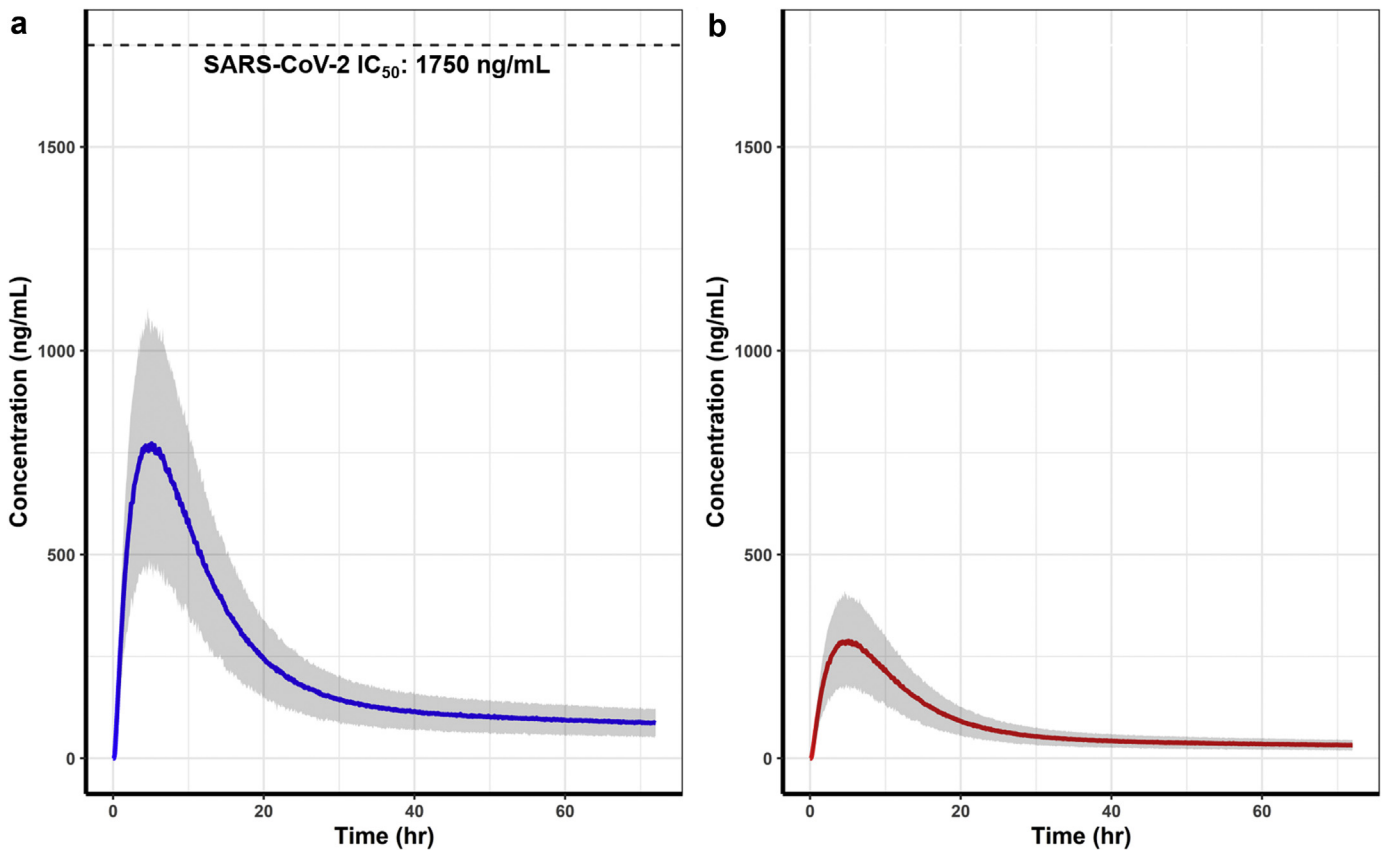 a
SARS-CoV-2 IC₅₀: 1750 ng/mL
1500
1000
500
0
Concentration (ng/mL)
0 20 40 60
Time (hr)
b
1500
1000
500
0
Concentration (ng/mL)
0 20 40 60
Time (hr)